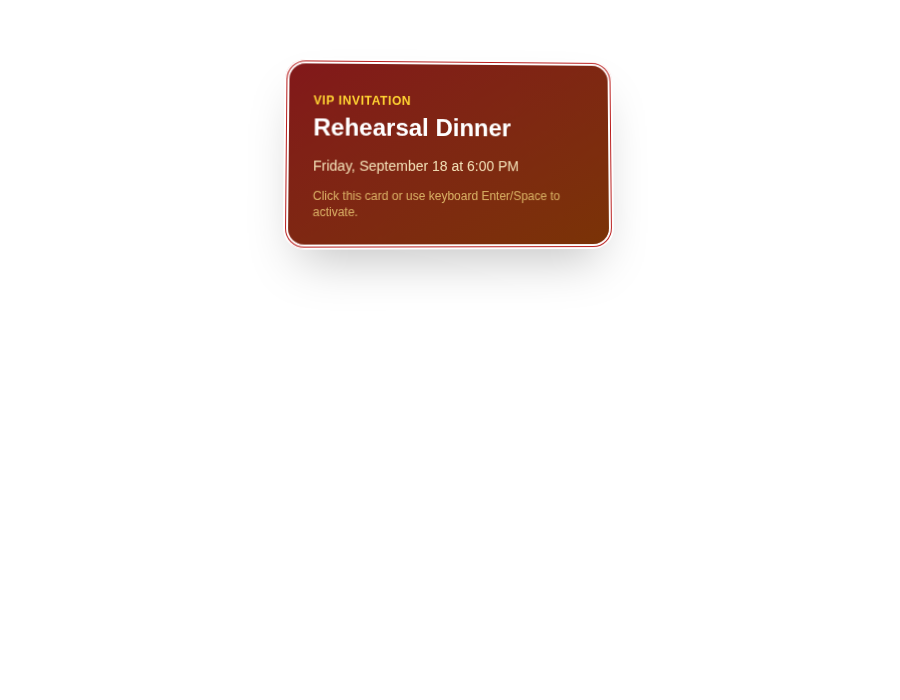 VIP INVITATION
Rehearsal Dinner
Friday, September 18 at 6:00 PM
Click this card or use keyboard Enter/Space to
activate.